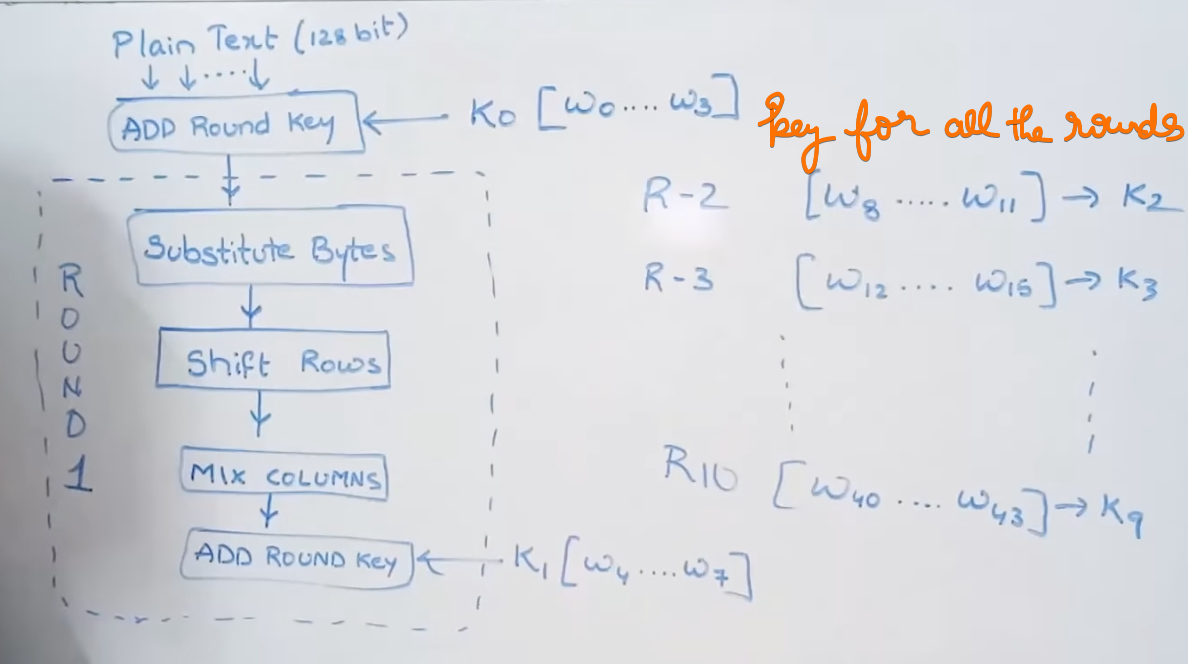 Plain Text (128 bit)
ADD Round Key
K0 [W0 .... W3]
key for all the rounds
R-2 [W8 ..... W11] → K2
Substitute Bytes
R-3 [W12 .... W15] → K3
ROUND 1
Shift Rows
MIX COLUMNS
R10 [W40 .... W43] → K9
ADD ROUND Key
K1 [W4 .... W7]